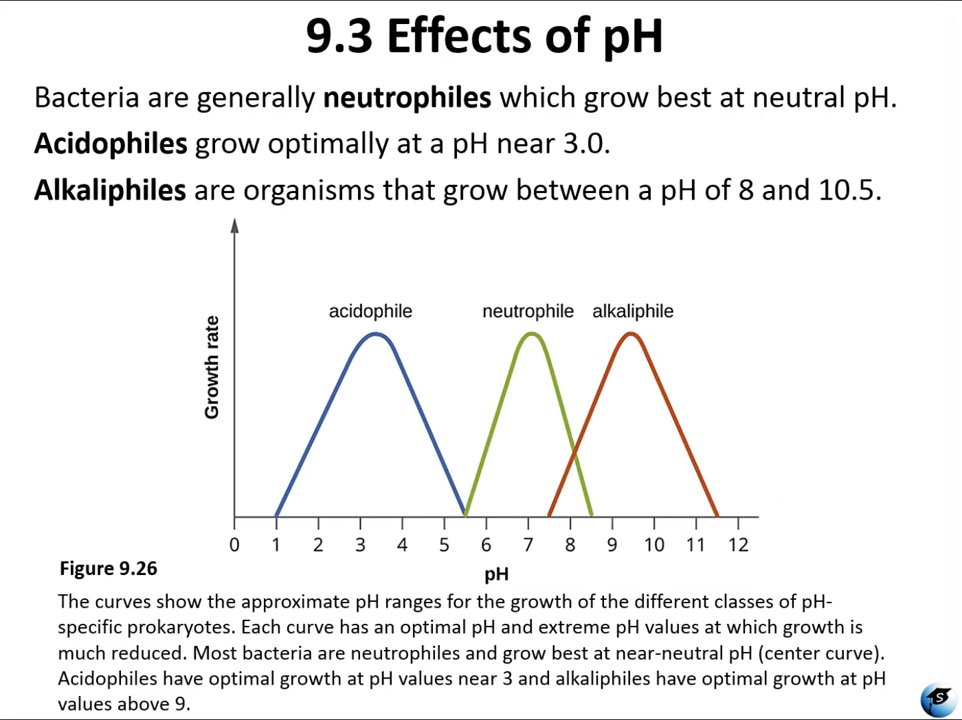 9.3 Effects of pH
Bacteria are generally neutrophiles which grow best at neutral pH.
Acidophiles grow optimally at a pH near 3.0.
Alkaliphiles are organisms that grow between a pH of 8 and 10.5.
acidophile neutrophile alkaliphile
Growth rate
0 1 2 3 4 5 6 7 8 9 10 11 12
pH
Figure 9.26
The curves show the approximate pH ranges for the growth of the different classes of pH-
specific prokaryotes. Each curve has an optimal pH and extreme pH values at which growth is
much reduced. Most bacteria are neutrophiles and grow best at near-neutral pH (center curve).
Acidophiles have optimal growth at pH values near 3 and alkaliphiles have optimal growth at pH
values above 9.
S